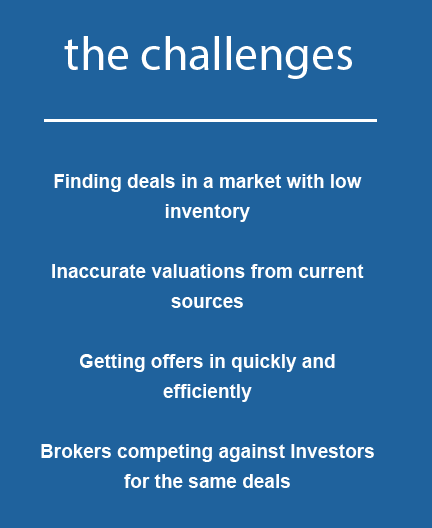 the challenges
Finding deals in a market with low
inventory
Inaccurate valuations from current
sources
Getting offers in quickly and
efficiently
Brokers competing against Investors
for the same deals